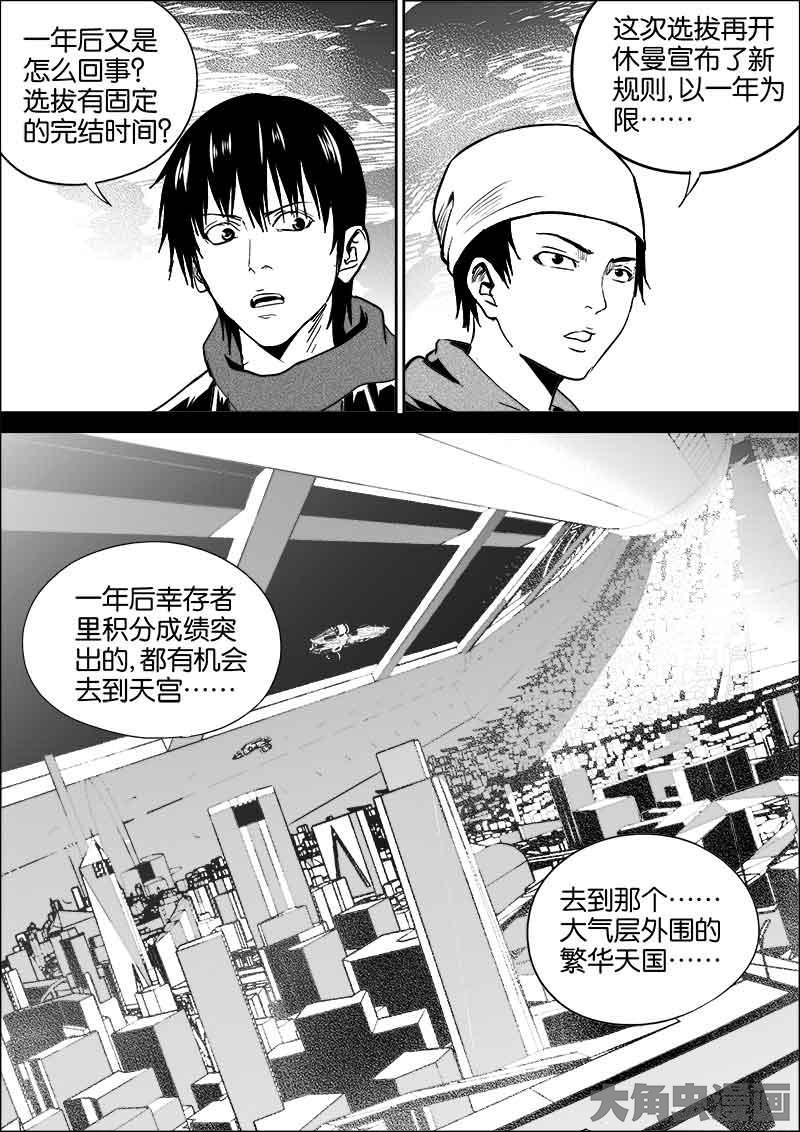 一年后又是
怎么回事?
选拔有固定
的完结时间?
这次选拔再开
休曼宣布了新
规则,以一年为
限……
一年后幸存者
里积分成绩突
出的,都有机会
去到天宫……
去到那个……
大气层外围的
繁华天国……
大角虫漫画